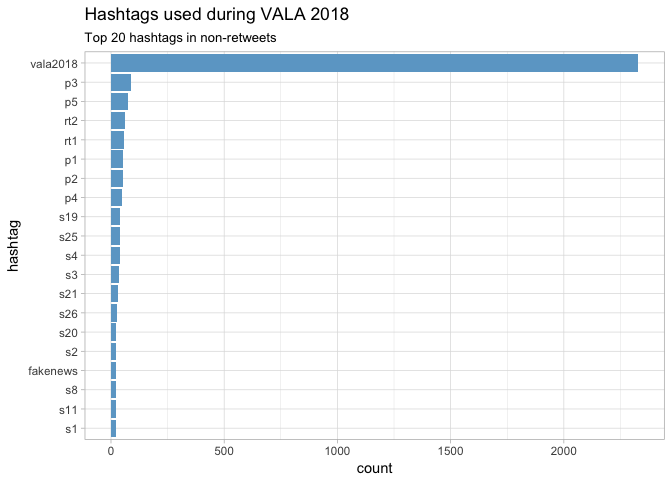 Hashtags used during VALA 2018
Top 20 hashtags in non-retweets
vala2018
p3
p5
rt2
rt1
p1
p2
p4
s19
s25
s4
s3
s21
s26
s20
s2
fakenews
s8
s11
s1
hashtag
0 500 1000 1500 2000
count